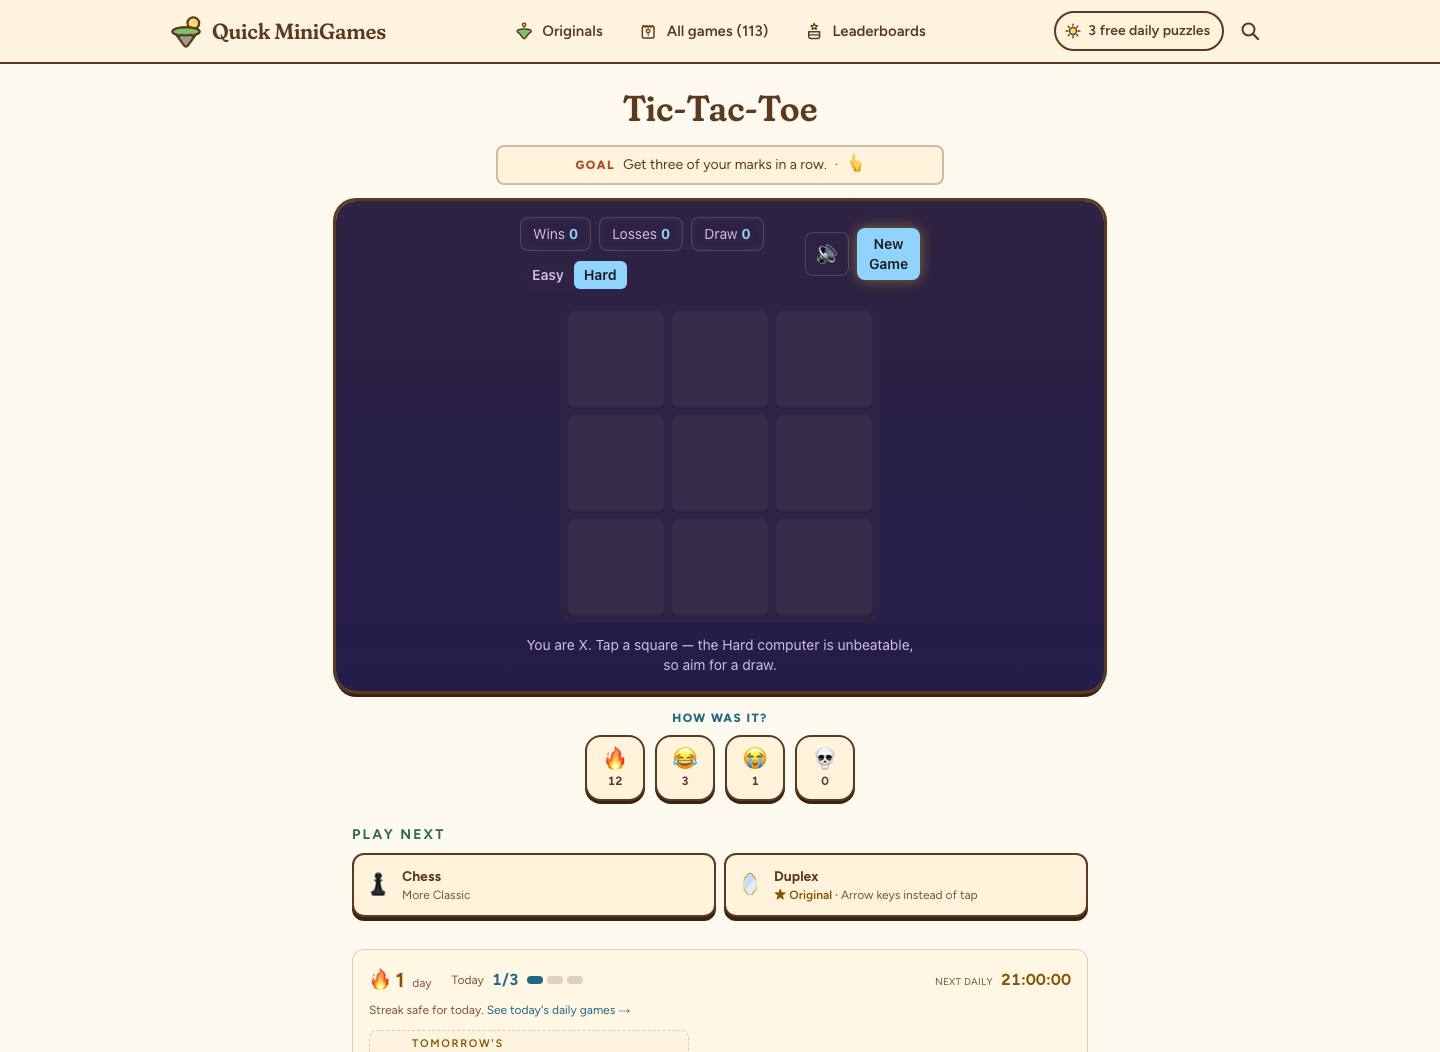 Quick MiniGames
Originals
All games (113)
Leaderboards
3 free daily puzzles
Tic-Tac-Toe
GOAL Get three of your marks in a row. ·
Wins 0
Losses 0
Draw 0
New
Game
Easy
Hard
You are X. Tap a square — the Hard computer is unbeatable,
so aim for a draw.
HOW WAS IT?
12
3
1
0
PLAY NEXT
Chess
More Classic
Duplex
Original · Arrow keys instead of tap
1 day
Today 1/3
NEXT DAILY 21:00:00
Streak safe for today. See today's daily games →
TOMORROW'S